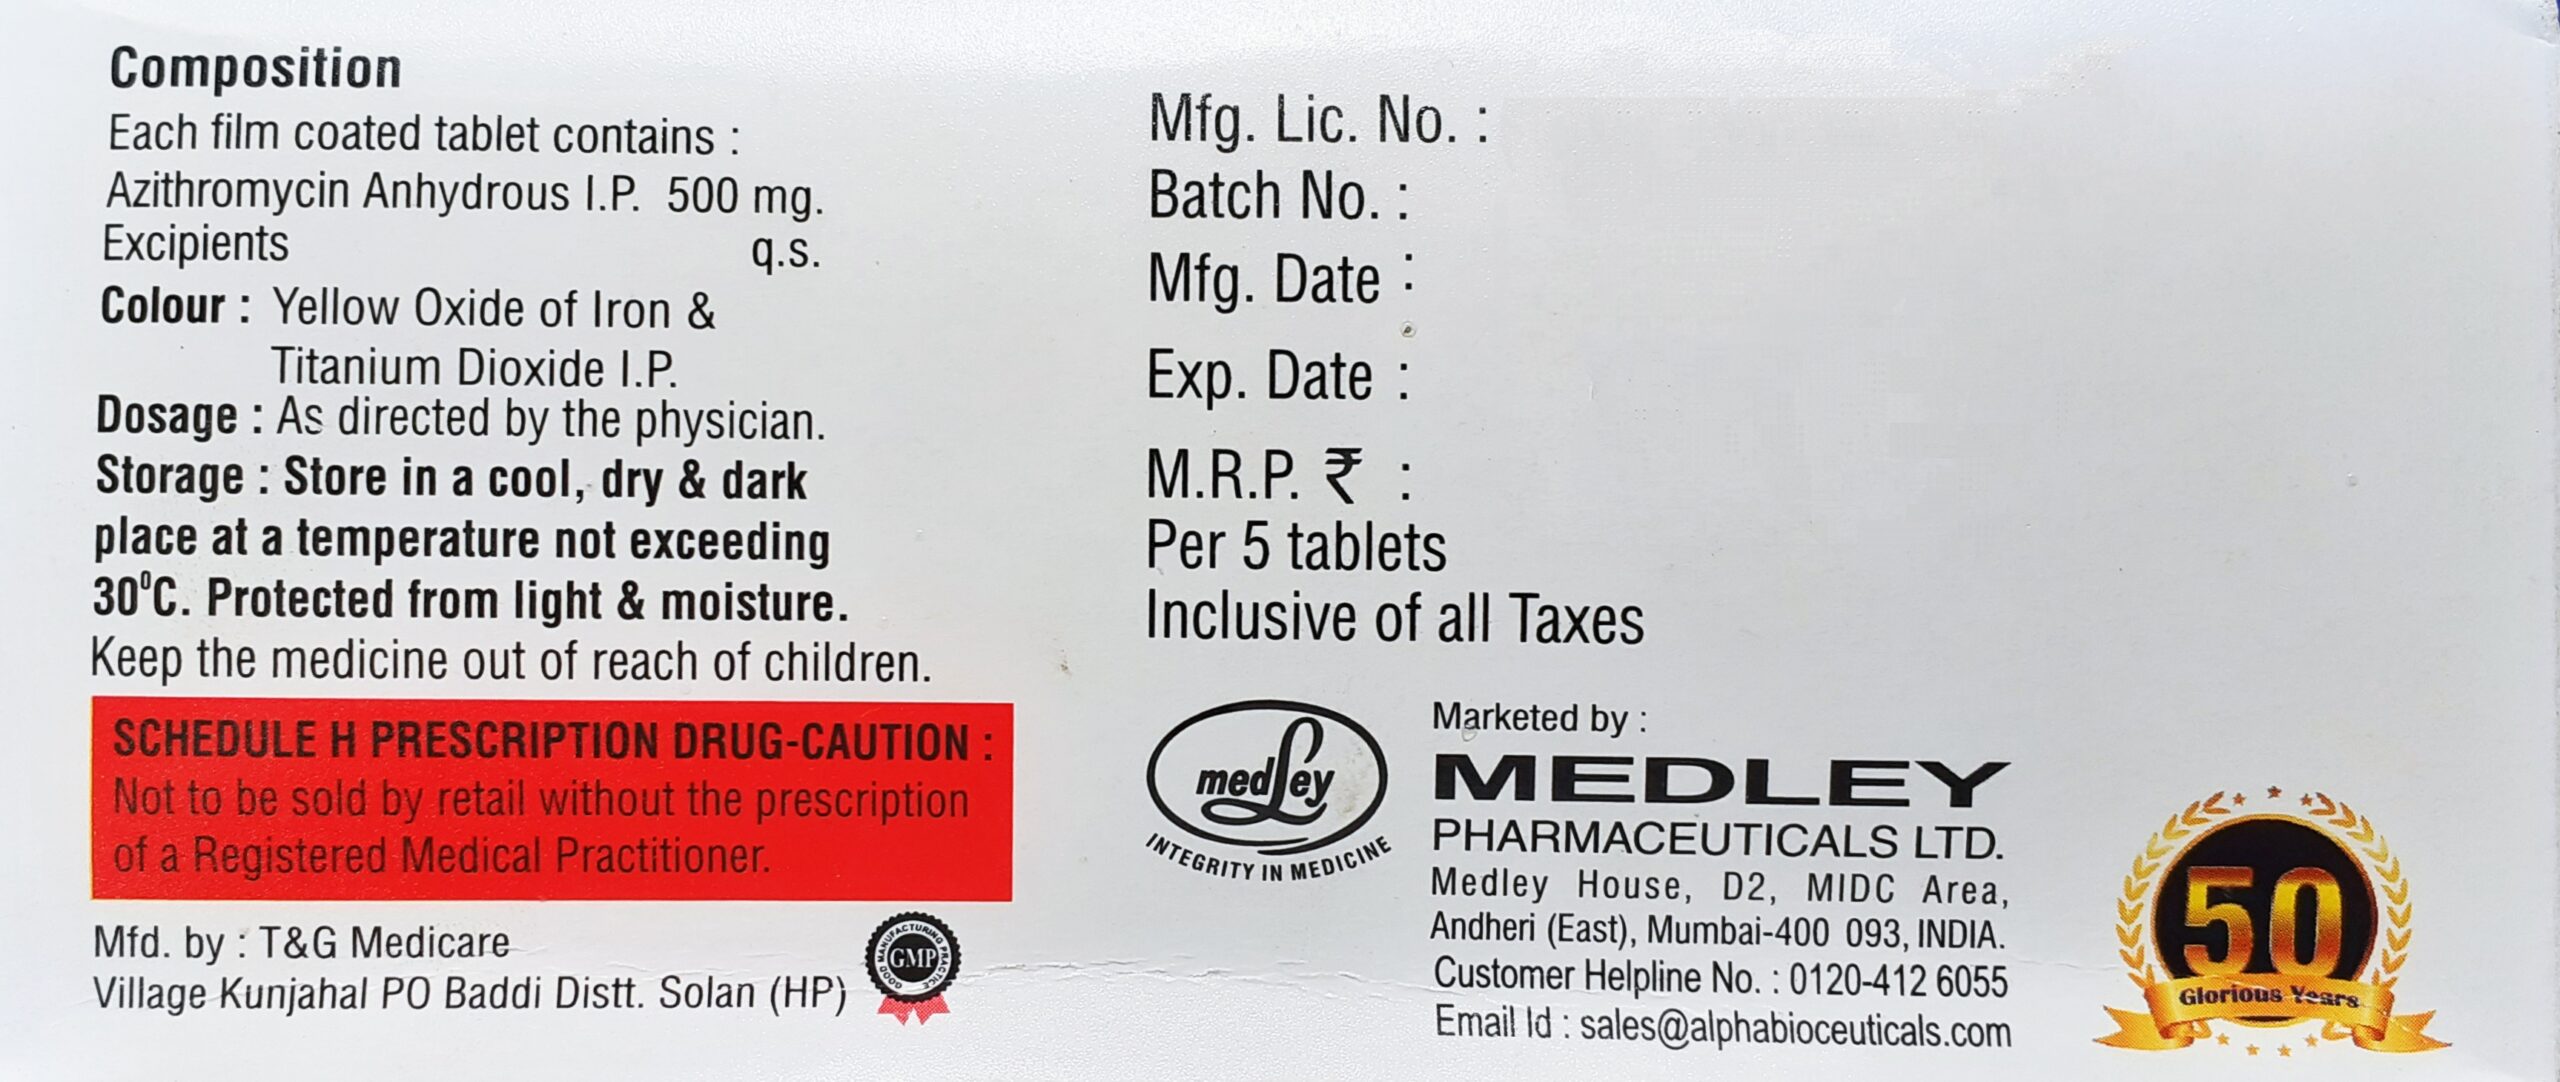 Composition
Each film coated tablet contains :
Azithromycin Anhydrous I.P. 500 mg.
Excipients q.s.
Colour : Yellow Oxide of Iron &
Titanium Dioxide I.P.
Dosage : As directed by the physician.
Storage : Store in a cool, dry & dark
place at a temperature not exceeding
30⁰C. Protected from light & moisture.
Keep the medicine out of reach of children.
SCHEDULE H PRESCRIPTION DRUG-CAUTION :
Not to be sold by retail without the prescription
of a Registered Medical Practitioner.
Mfd. by : T&G Medicare
Village Kunjahal PO Baddi Distt. Solan (HP)
GOOD MANUFACTURING PRACTICE
GMP
Mfg. Lic. No. :
Batch No. :
Mfg. Date :
Exp. Date :
M.R.P. ₹ :
Per 5 tablets
Inclusive of all Taxes
medley
INTEGRITY IN MEDICINE
Marketed by :
MEDLEY
PHARMACEUTICALS LTD.
Medley House, D2, MIDC Area,
Andheri (East), Mumbai-400 093, INDIA.
Customer Helpline No. : 0120-412 6055
Email Id : sales@alphabioceuticals.com
50
Glorious Years